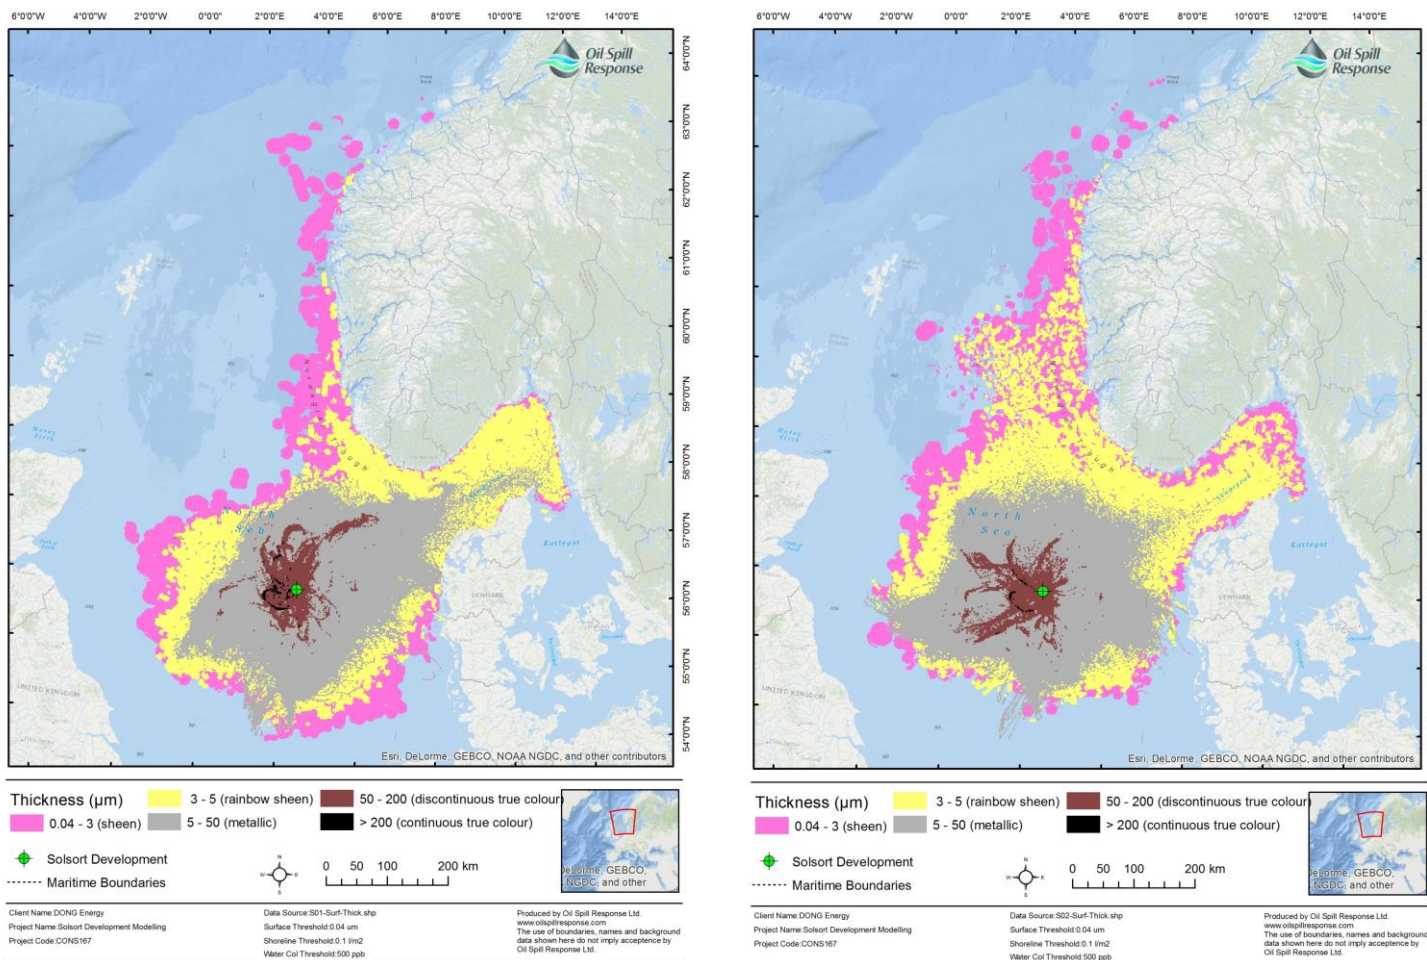 6°0'0"W 4°0'0"W 2°0'0"W 0°0'0" 2°0'0"E 4°0'0"E 6°0'0"E 8°0'0"E 10°0'0"E 12°0'0"E 14°0'0"E
Oil Spill
Response
64°0'0"N
63°0'0"N
62°0'0"N
61°0'0"N
60°0'0"N
59°0'0"N
58°0'0"N
57°0'0"N
56°0'0"N
55°0'0"N
54°0'0"N
Moray
Firth
North
Sea
Skagerrak
Kattegat
DENMARK
UNITED KINGDOM
Esri, DeLorme, GEBCO, NOAA NGDC, and other contributors
Thickness (µm)
0.04 - 3 (sheen)
3 - 5 (rainbow sheen)
5 - 50 (metallic)
50 - 200 (discontinuous true colour)
> 200 (continuous true colour)
Solsort Development
Maritime Boundaries
N
W E
S
0 50 100 200 km
DeLorme, GEBCO,
NGDC, and other
Client Name:DONG Energy
Project Name:Solsort Development Modelling
Project Code:CONS167
Data Source:S01-Surf-Thick.shp
Surface Threshold:0.04 um
Shoreline Threshold:0.1 l/m2
Water Col Threshold:500 ppb
Produced by Oil Spill Response Ltd.
www.oilspillresponse.com
The use of boundaries, names and background
data shown here do not imply acceptence by
Oil Spill Response Ltd.
6°0'0"W 4°0'0"W 2°0'0"W 0°0'0" 2°0'0"E 4°0'0"E 6°0'0"E 8°0'0"E 10°0'0"E 12°0'0"E 14°0'0"E
Oil Spill
Response
Moray
Firth
North
Sea
Skagerrak
Kattegat
DENMARK
UNITED KINGDOM
Esri, DeLorme, GEBCO, NOAA NGDC, and other contributors
Thickness (µm)
0.04 - 3 (sheen)
3 - 5 (rainbow sheen)
5 - 50 (metallic)
50 - 200 (discontinuous true colour)
> 200 (continuous true colour)
Solsort Development
Maritime Boundaries
N
W E
S
0 50 100 200 km
DeLorme, GEBCO,
NGDC, and other
Client Name:DONG Energy
Project Name:Solsort Development Modelling
Project Code:CONS167
Data Source:S02-Surf-Thick.shp
Surface Threshold:0.04 um
Shoreline Threshold:0.1 l/m2
Water Col Threshold:500 ppb
Produced by Oil Spill Response Ltd.
www.oilspillresponse.com
The use of boundaries, names and background
data shown here do not imply acceptence by
Oil Spill Response Ltd.